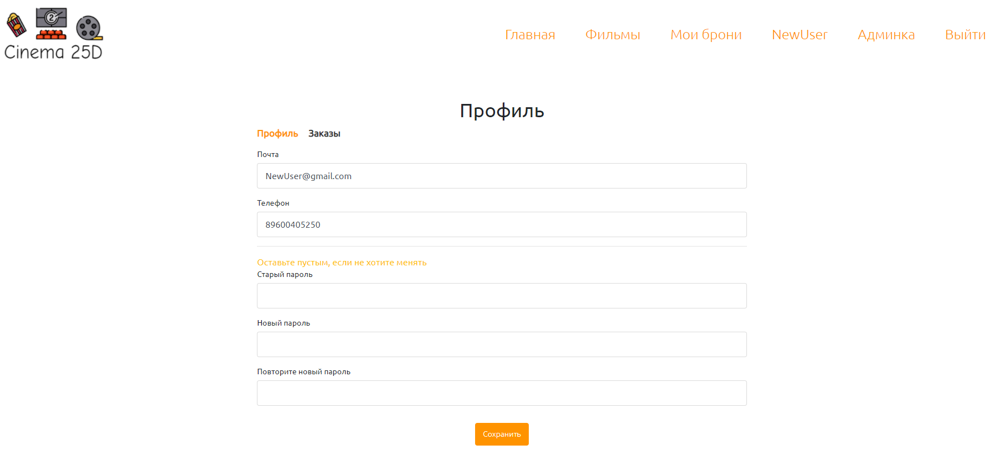 2
Cinema 25D
Главная Фильмы Мои брони NewUser Админка Выйти
Профиль
Профиль Заказы
Почта
NewUser@gmail.com
Телефон
89600405250
Оставьте пустым, если не хотите менять
Старый пароль
Новый пароль
Повторите новый пароль
Сохранить